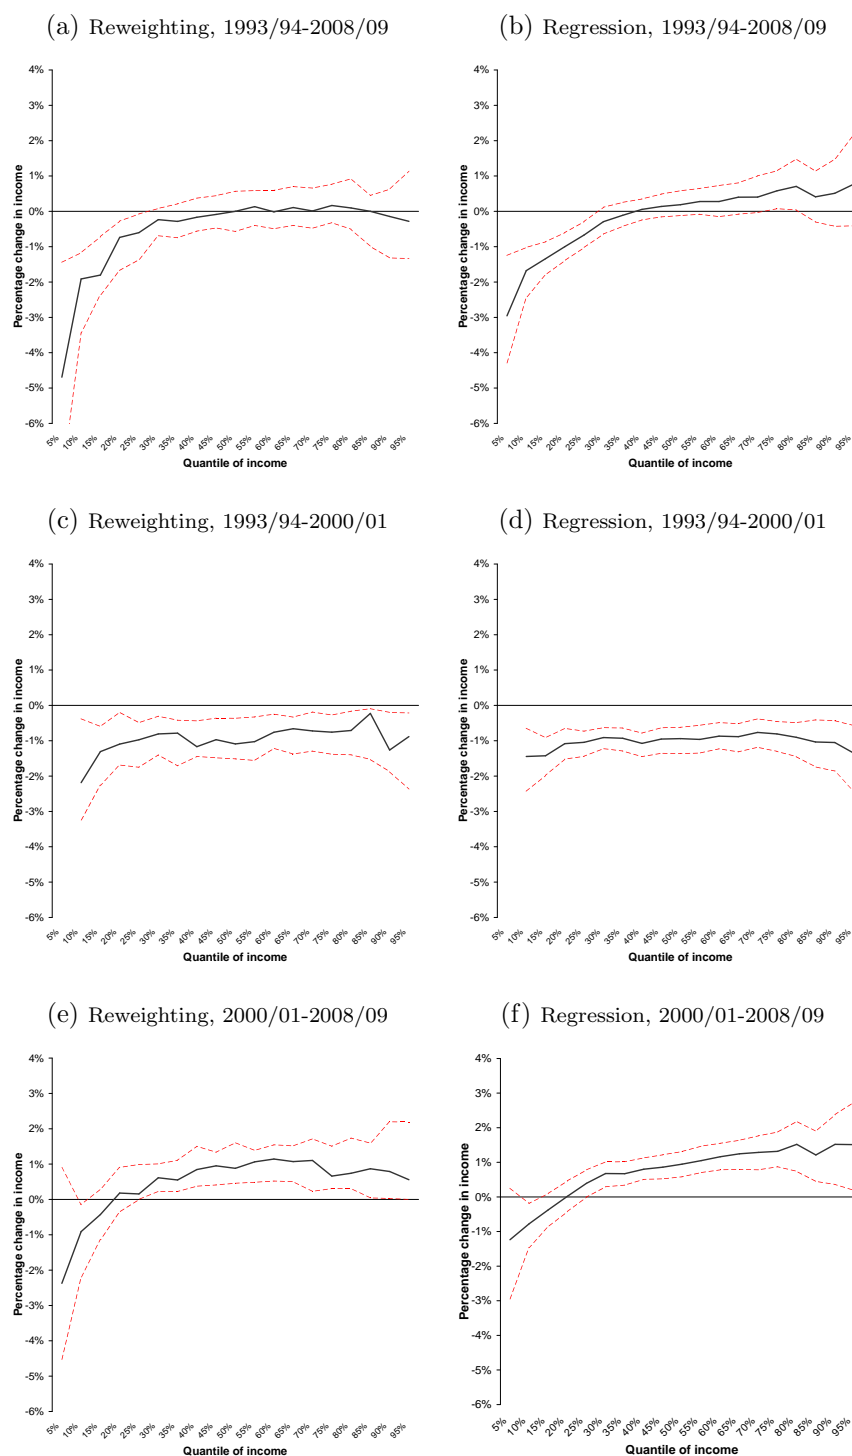 (a) Reweighting, 1993/94-2008/09
4%
3%
2%
1%
0%
-1%
-2%
-3%
-4%
-5%
-6%
Percentage change in income
5% 10% 15% 20% 25% 30% 35% 40% 45% 50% 55% 60% 65% 70% 75% 80% 85% 90% 95%
Quantile of income
(b) Regression, 1993/94-2008/09
4%
3%
2%
1%
0%
-1%
-2%
-3%
-4%
-5%
-6%
Percentage change in income
5% 10% 15% 20% 25% 30% 35% 40% 45% 50% 55% 60% 65% 70% 75% 80% 85% 90% 95%
Quantile of income
(c) Reweighting, 1993/94-2000/01
4%
3%
2%
1%
0%
-1%
-2%
-3%
-4%
-5%
-6%
Percentage change in income
5% 10% 15% 20% 25% 30% 35% 40% 45% 50% 55% 60% 65% 70% 75% 80% 85% 90% 95%
Quantile of income
(d) Regression, 1993/94-2000/01
4%
3%
2%
1%
0%
-1%
-2%
-3%
-4%
-5%
-6%
Percentage change in income
5% 10% 15% 20% 25% 30% 35% 40% 45% 50% 55% 60% 65% 70% 75% 80% 85% 90% 95%
Quantile of income
(e) Reweighting, 2000/01-2008/09
4%
3%
2%
1%
0%
-1%
-2%
-3%
-4%
-5%
-6%
Percentage change in income
5% 10% 15% 20% 25% 30% 35% 40% 45% 50% 55% 60% 65% 70% 75% 80% 85% 90% 95%
Quantile of income
(f) Regression, 2000/01-2008/09
4%
3%
2%
1%
0%
-1%
-2%
-3%
-4%
-5%
-6%
Percentage change in income
5% 10% 15% 20% 25% 30% 35% 40% 45% 50% 55% 60% 65% 70% 75% 80% 85% 90% 95%
Quantile of income